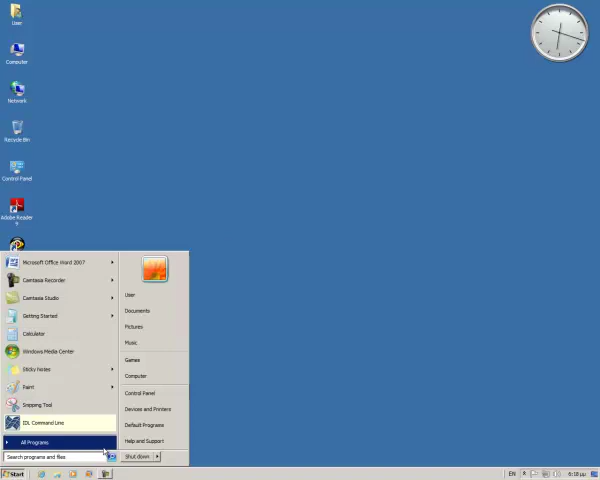 User
Computer
Network
Recycle Bin
Control Panel
Adobe Reader
9
Microsoft Office Word 2007
Camtasia Recorder
Camtasia Studio
Getting Started
Calculator
Windows Media Center
Sticky Notes
Paint
Snipping Tool
IDL Command Line
All Programs
Search programs and files
User
Documents
Pictures
Music
Games
Computer
Control Panel
Devices and Printers
Default Programs
Help and Support
Shut down
Start
EN
6:18 μμ